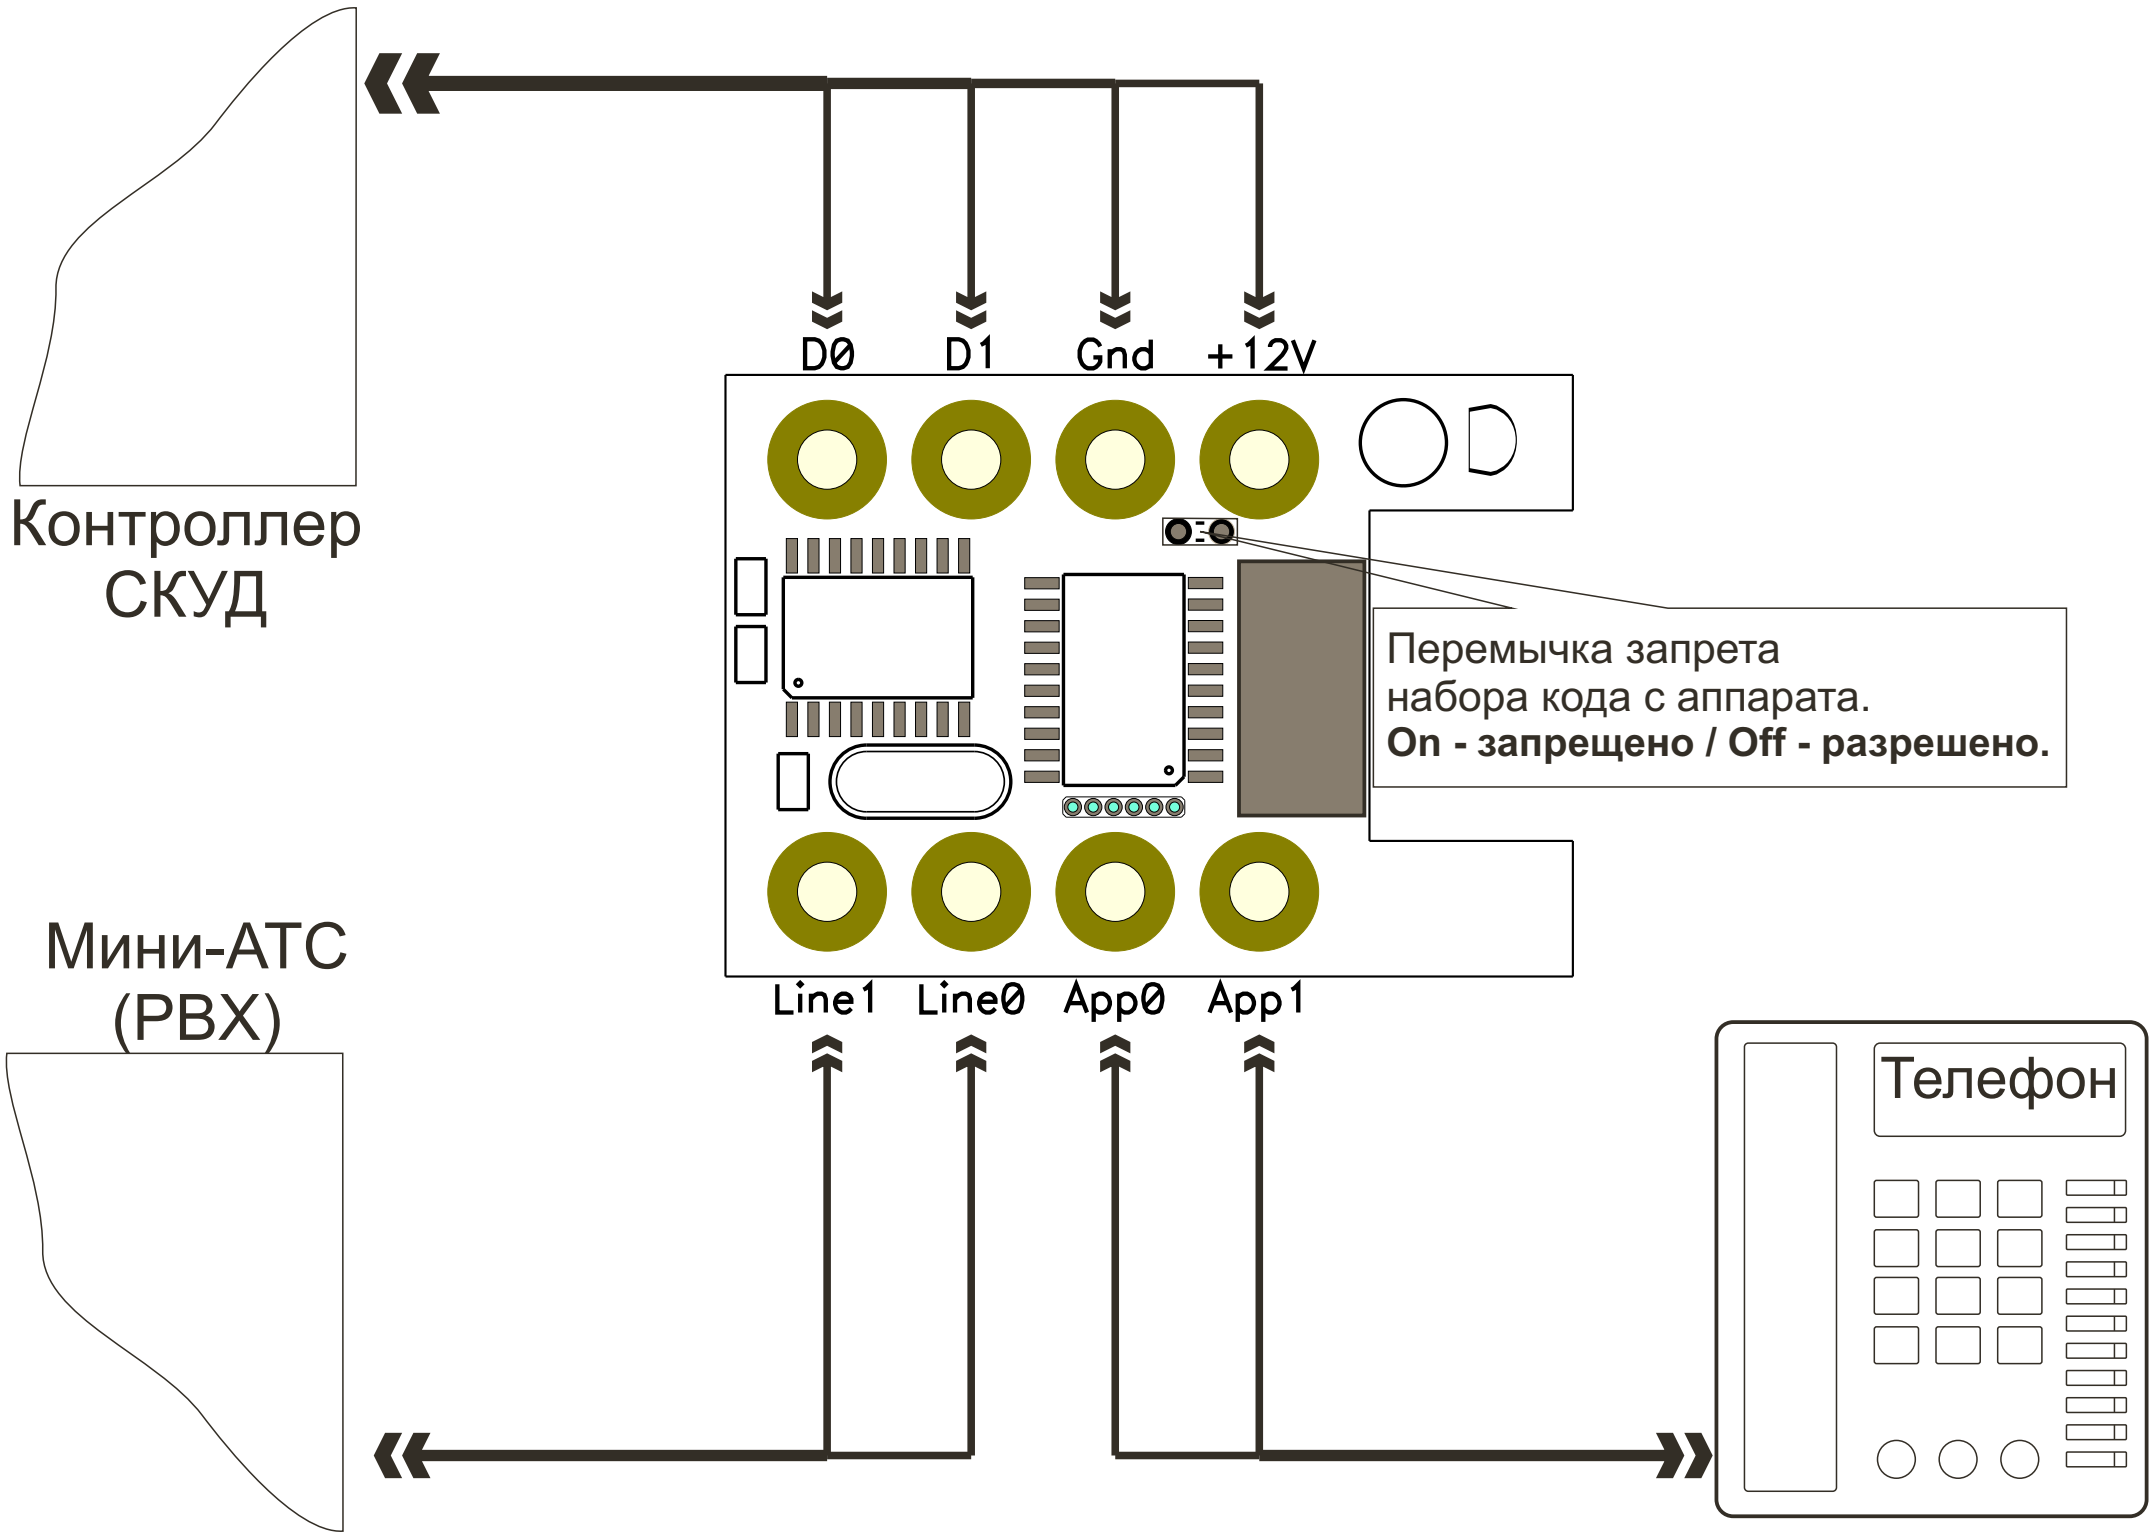 D0 D1 Gnd +12V
Контроллер
СКУД
Перемычка запрета
набора кода с аппарата.
On - запрещено / Off - разрешено.
Мини-АТС
(PBX)
Line1 Line0 App0 App1
Телефон